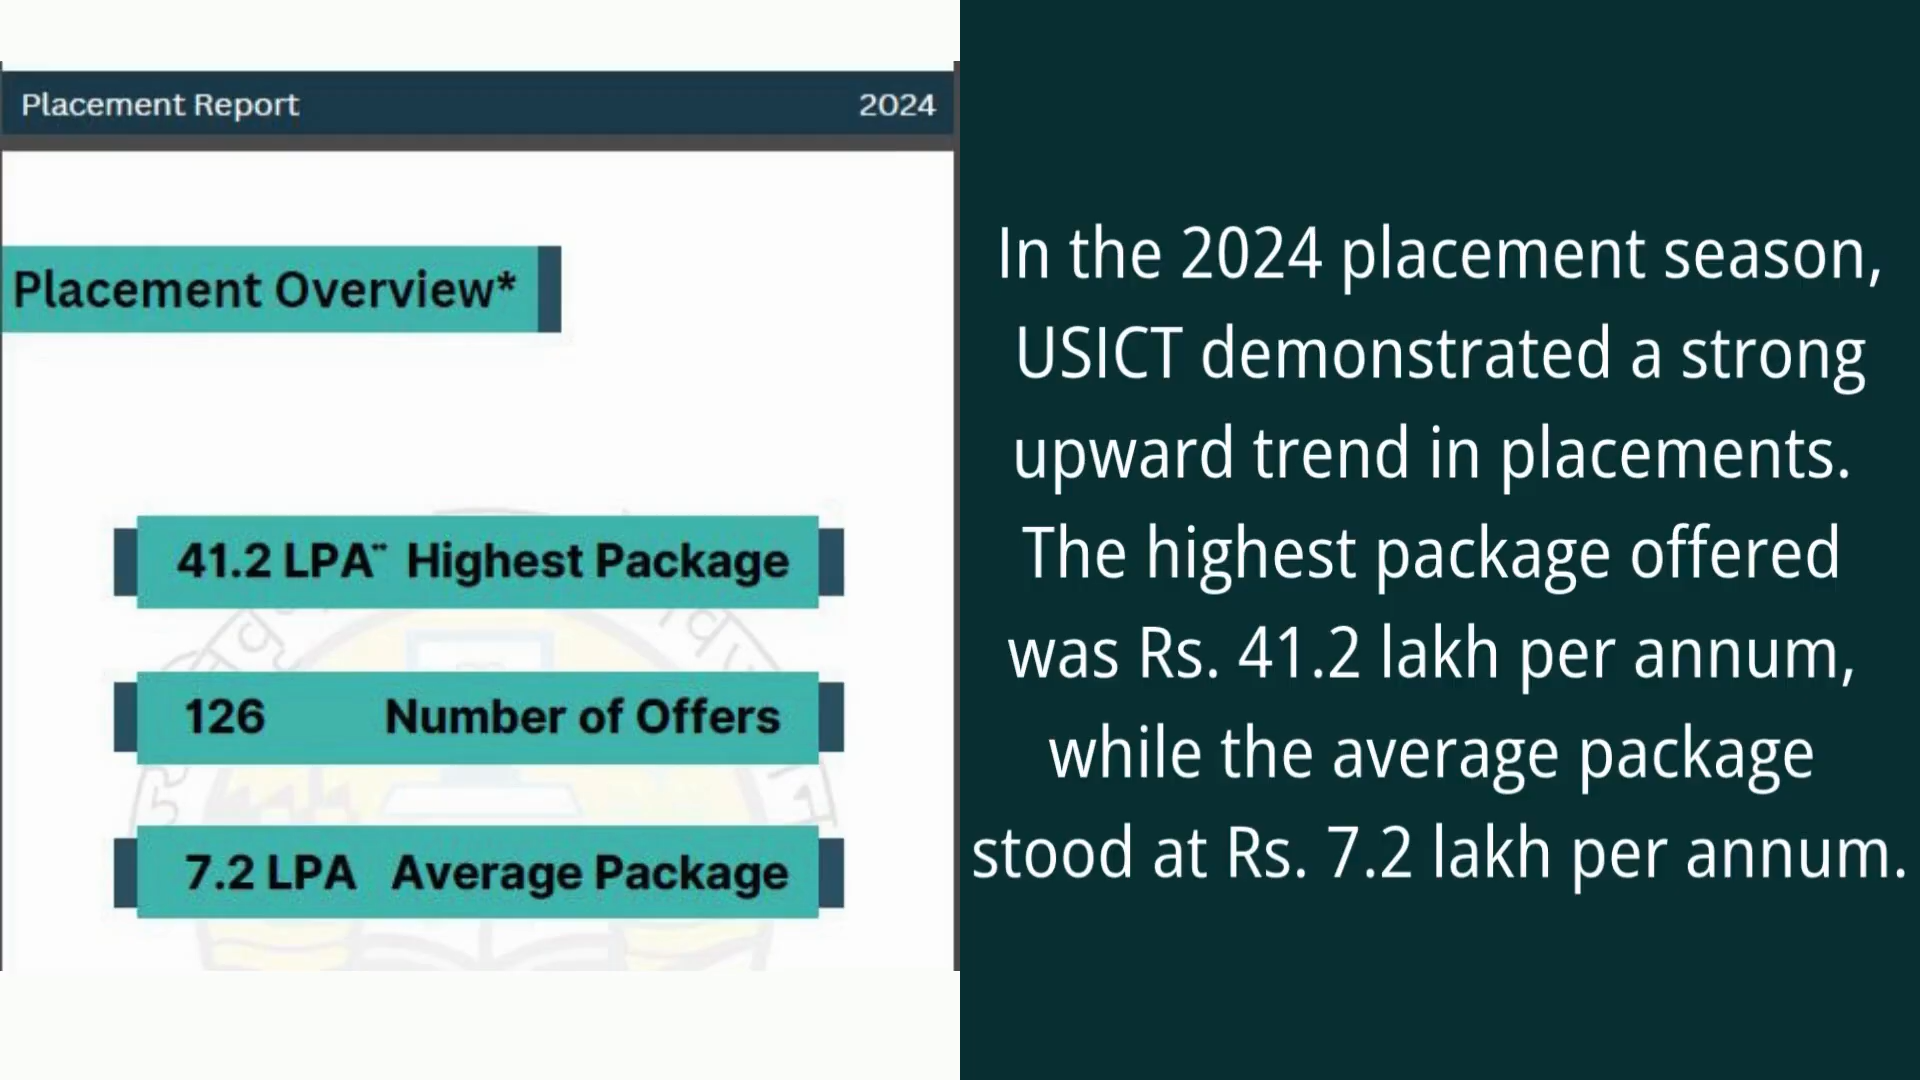 Placement Report 2024
Placement Overview*
41.2 LPA** Highest Package
126 Number of Offers
7.2 LPA Average Package
In the 2024 placement season,
USICT demonstrated a strong
upward trend in placements.
The highest package offered
was Rs. 41.2 lakh per annum,
while the average package
stood at Rs. 7.2 lakh per annum.